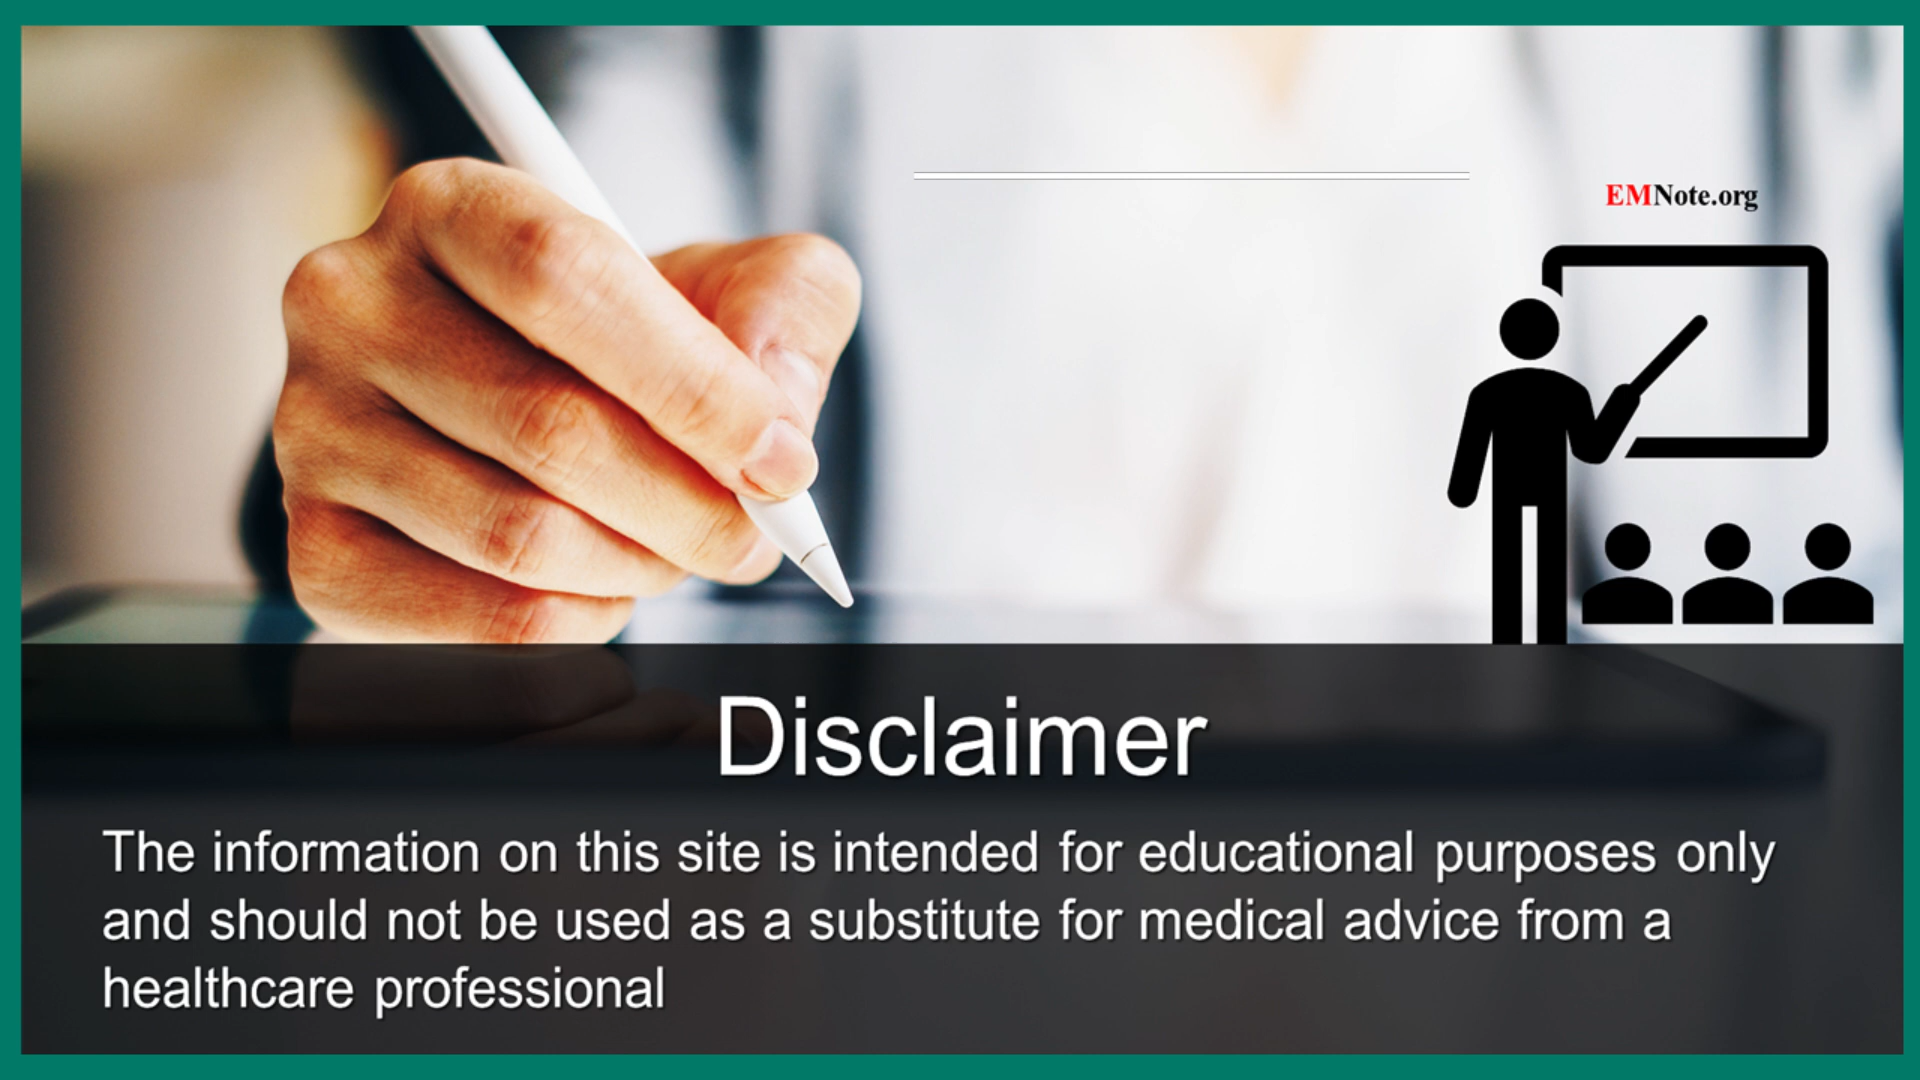 EMNote.org
Disclaimer
The information on this site is intended for educational purposes only
and should not be used as a substitute for medical advice from a
healthcare professional